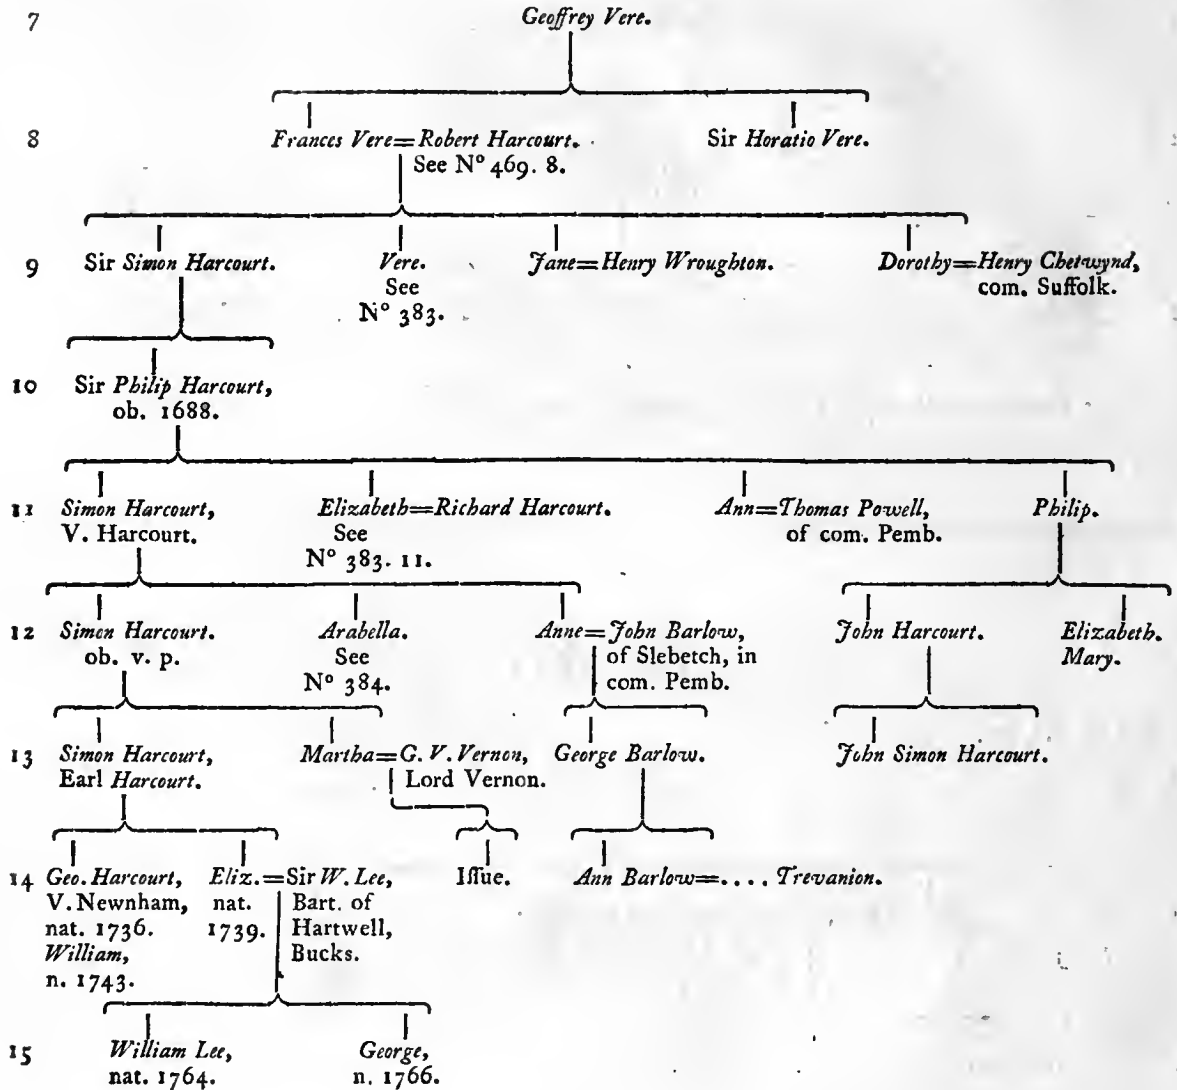 7 Geoffrey Vere.
8 Frances Vere=Robert Harcourt. Sir Horatio Vere.
See N° 469. 8.
9 Sir Simon Harcourt. Vere. Jane=Henry Wroughton. Dorothy=Henry Chetwynd,
See com. Suffolk.
N° 383.
10 Sir Philip Harcourt,
ob. 1688.
11 Simon Harcourt, Elizabeth=Richard Harcourt. Ann=Thomas Powell, Philip.
V. Harcourt. See of com. Pemb.
N° 383. 11.
12 Simon Harcourt. Arabella. Anne=John Barlow, John Harcourt. Elizabeth.
ob. v. p. See of Slebetch, in Mary.
N° 384. com. Pemb.
13 Simon Harcourt, Martha=G. V. Vernon, George Barlow. John Simon Harcourt.
Earl Harcourt. Lord Vernon.
14 Geo. Harcourt, Eliz.=Sir W. Lee, Iſſue. Ann Barlow=.... Trevanion.
V. Newnham, nat. Bart. of
nat. 1736. 1739. Hartwell,
William, Bucks.
n. 1743.
15 William Lee, George,
nat. 1764. n. 1766.